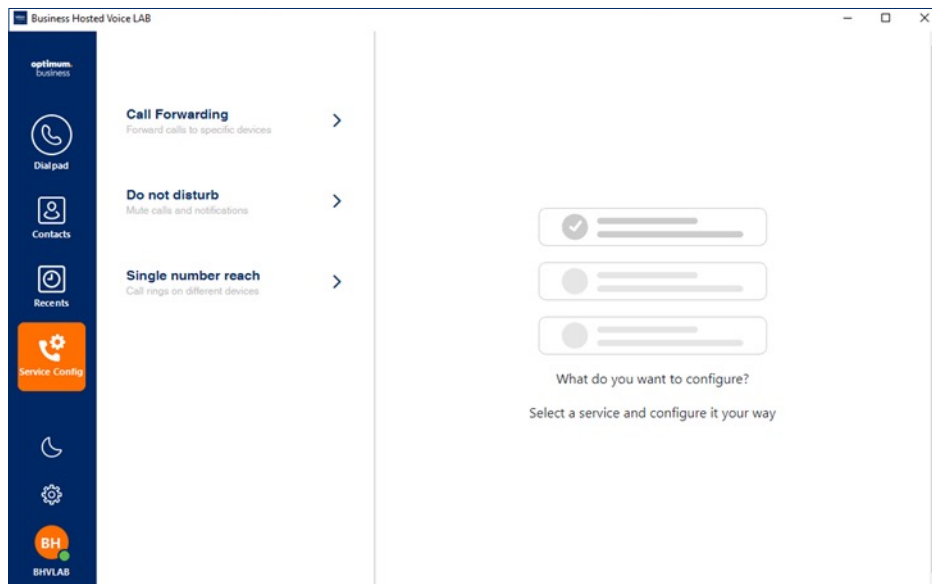 Business Hosted Voice LAB
optimum.
business
Dialpad
Contacts
Recents
Service Config
BH
BHVLAB
Call Forwarding
Forward calls to specific devices
Do not disturb
Mute calls and notifications
Single number reach
Call rings on different devices
What do you want to configure?
Select a service and configure it your way